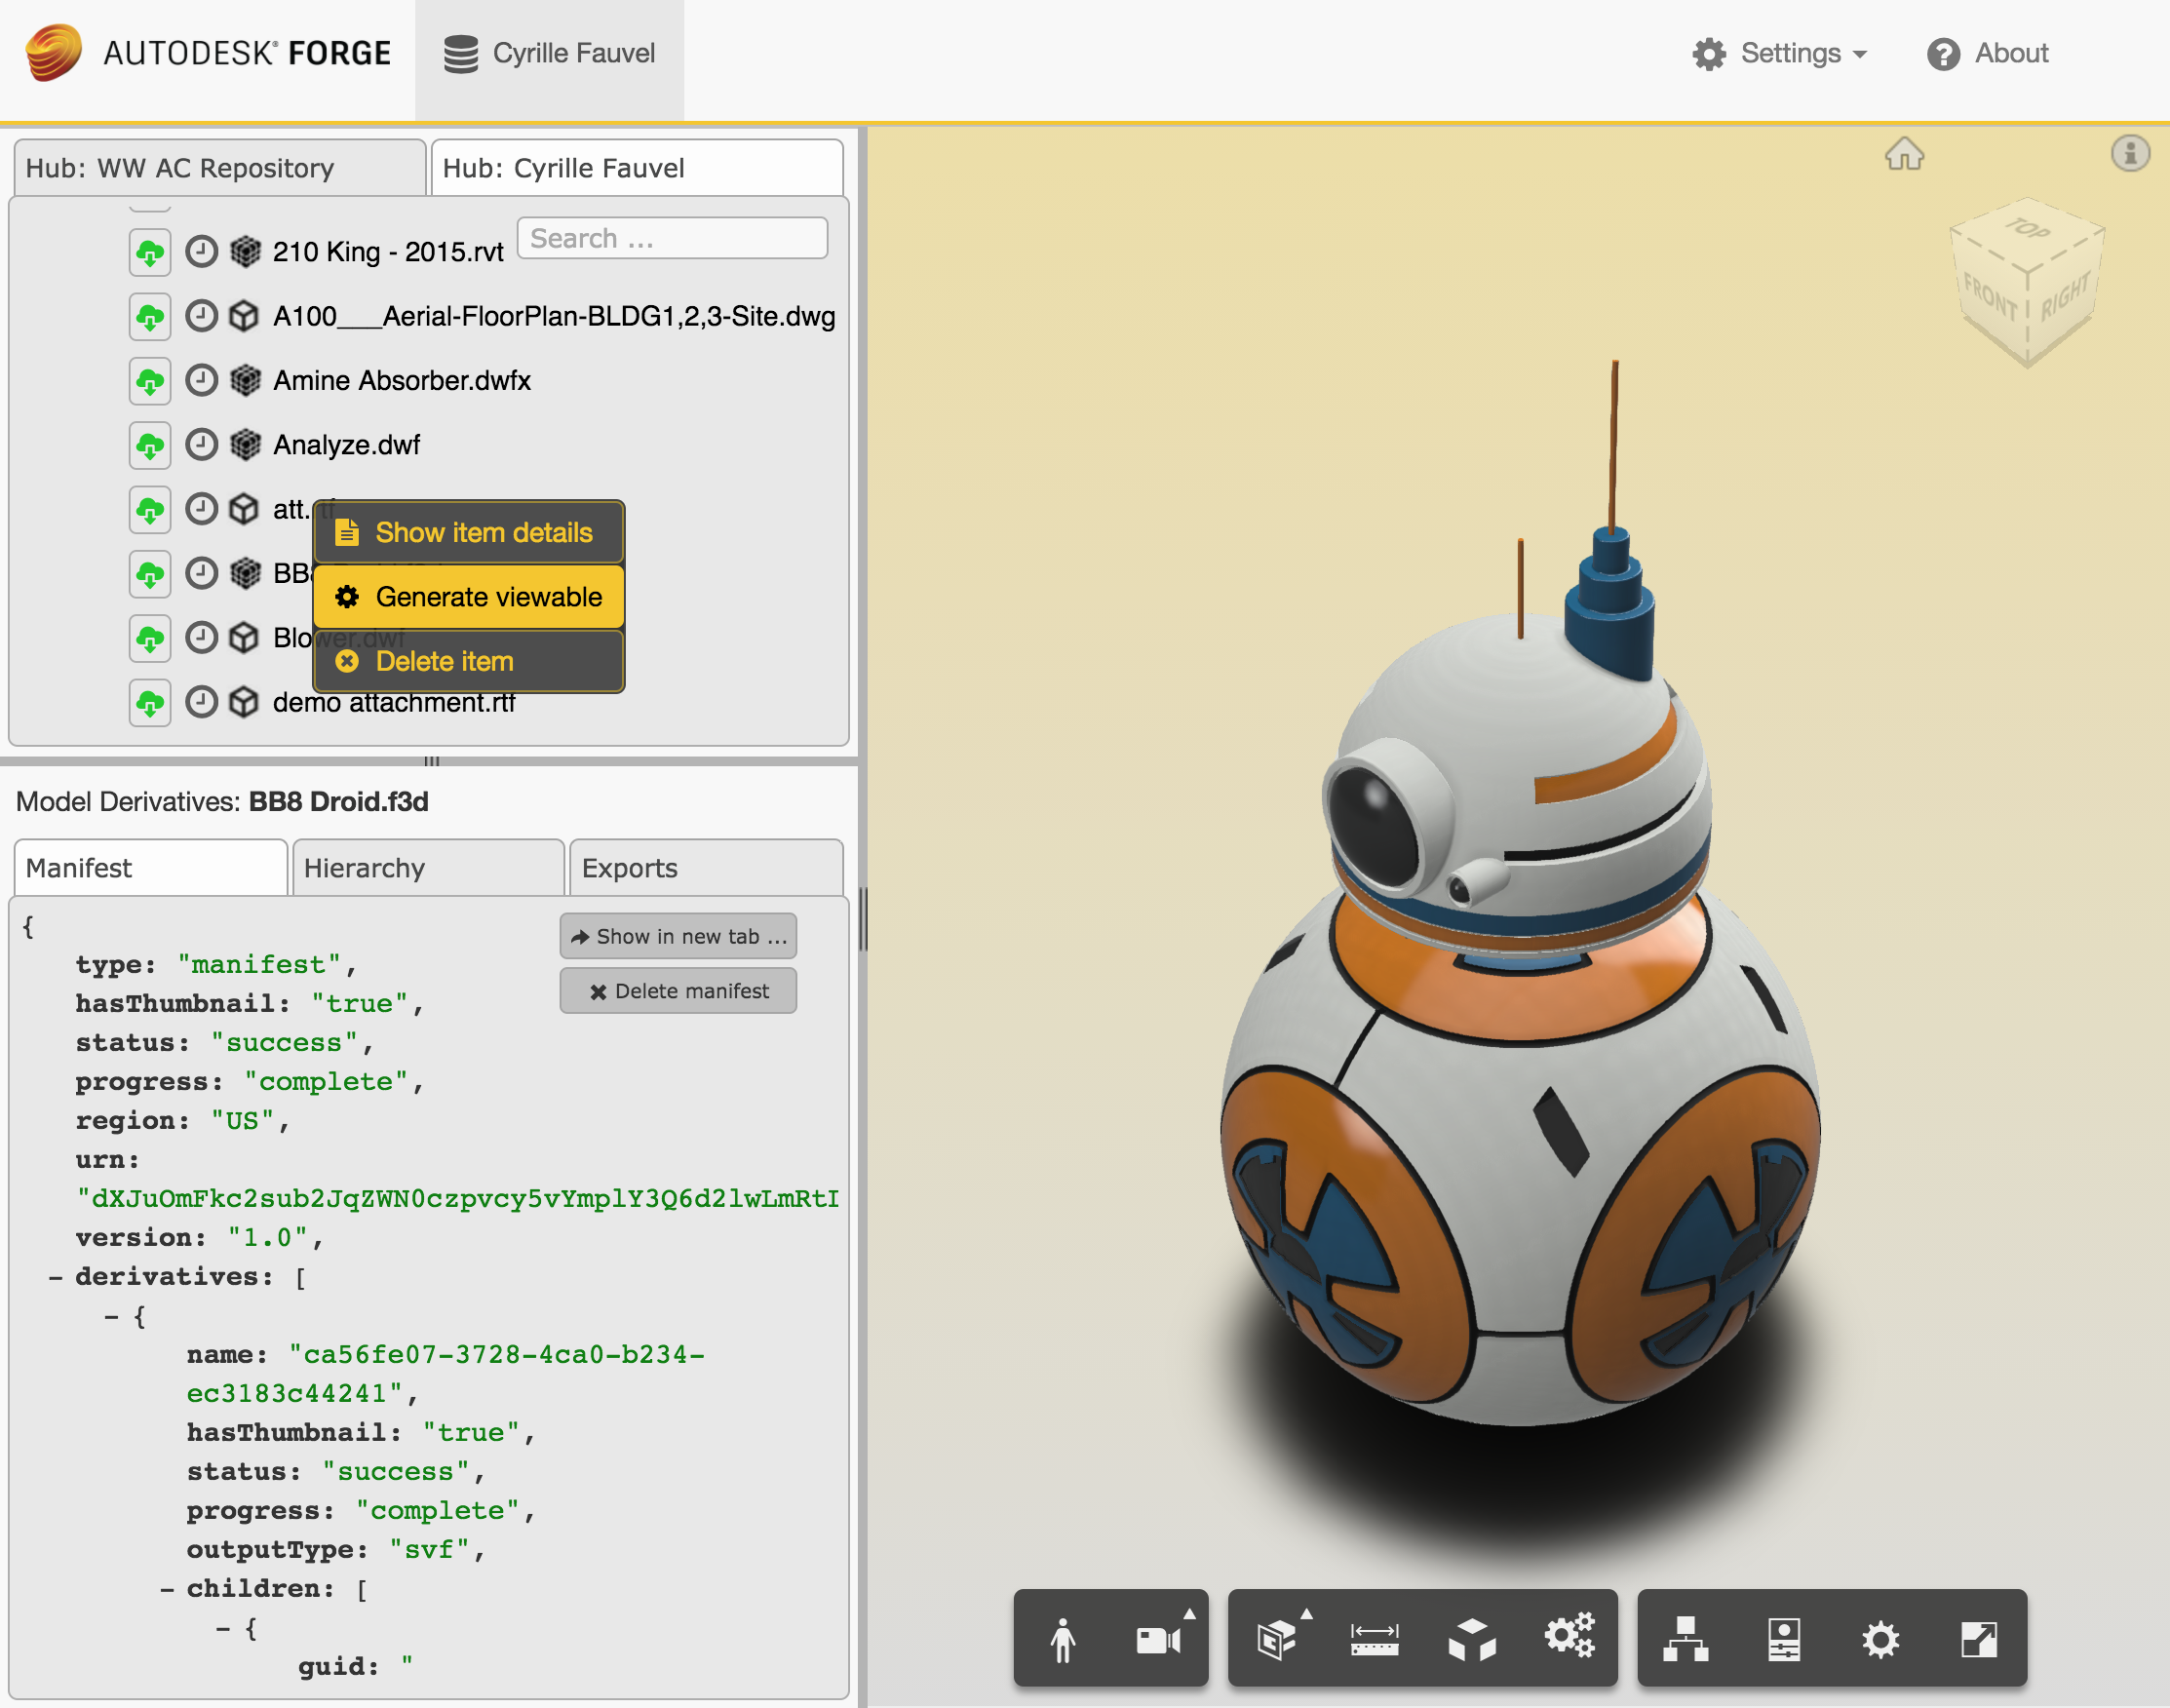 AUTODESK® FORGE
Cyrille Fauvel
Settings
About
Hub: WW AC Repository
Hub: Cyrille Fauvel
Search ...
210 King - 2015.rvt
A100___Aerial-FloorPlan-BLDG1,2,3-Site.dwg
Amine Absorber.dwfx
Analyze.dwf
att.rtf
Show item details
BB8
Generate viewable
Blower.dwf
Delete item
demo attachment.rtf
Model Derivatives: BB8 Droid.f3d
Manifest
Hierarchy
Exports
Show in new tab ...
Delete manifest
{
type: "manifest",
hasThumbnail: "true",
status: "success",
progress: "complete",
region: "US",
urn:
"dXJuOmFkc2sub2JqZWN0czpvcy5vYmplY3Q6d2lwLmRtI
version: "1.0",
– derivatives: [
– {
name: "ca56fe07-3728-4ca0-b234-
ec3183c44241",
hasThumbnail: "true",
status: "success",
progress: "complete",
outputType: "svf",
– children: [
– {
guid: "
TOP
FRONT
RIGHT